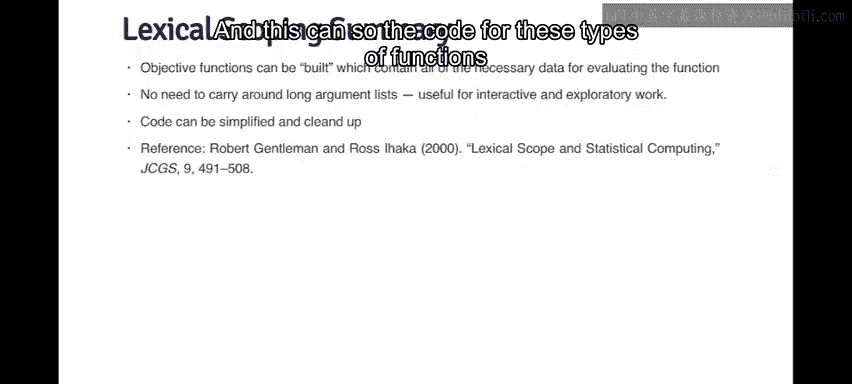 Lexical Scoping Summary
And this can so the code for these types
of functions
· Objective functions can be “built” which contain all of the necessary data for evaluating the function
· No need to carry around long argument lists — useful for interactive and exploratory work.
· Code can be simplified and cleand up
· Reference: Robert Gentleman and Ross Ihaka (2000). “Lexical Scope and Statistical Computing,”
JCGS, 9, 491–508.